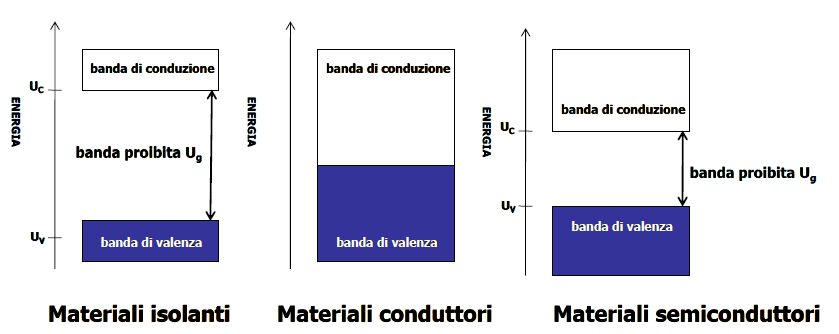 banda di conduzione
U_C
ENERGIA
banda proibita U_g
U_V
banda di valenza
Materiali isolanti
banda di conduzione
ENERGIA
banda di valenza
Materiali conduttori
banda di conduzione
U_C
ENERGIA
banda proibita U_g
U_V
banda di valenza
Materiali semiconduttori